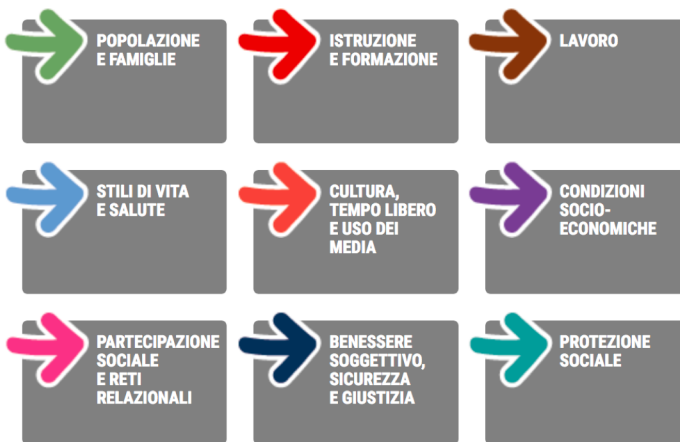 POPOLAZIONE
E FAMIGLIE
ISTRUZIONE
E FORMAZIONE
LAVORO
STILI DI VITA
E SALUTE
CULTURA,
TEMPO LIBERO
E USO DEI
MEDIA
CONDIZIONI
SOCIO-
ECONOMICHE
PARTECIPAZIONE
SOCIALE
E RETI
RELAZIONALI
BENESSERE
SOGGETTIVO,
SICUREZZA
E GIUSTIZIA
PROTEZIONE
SOCIALE